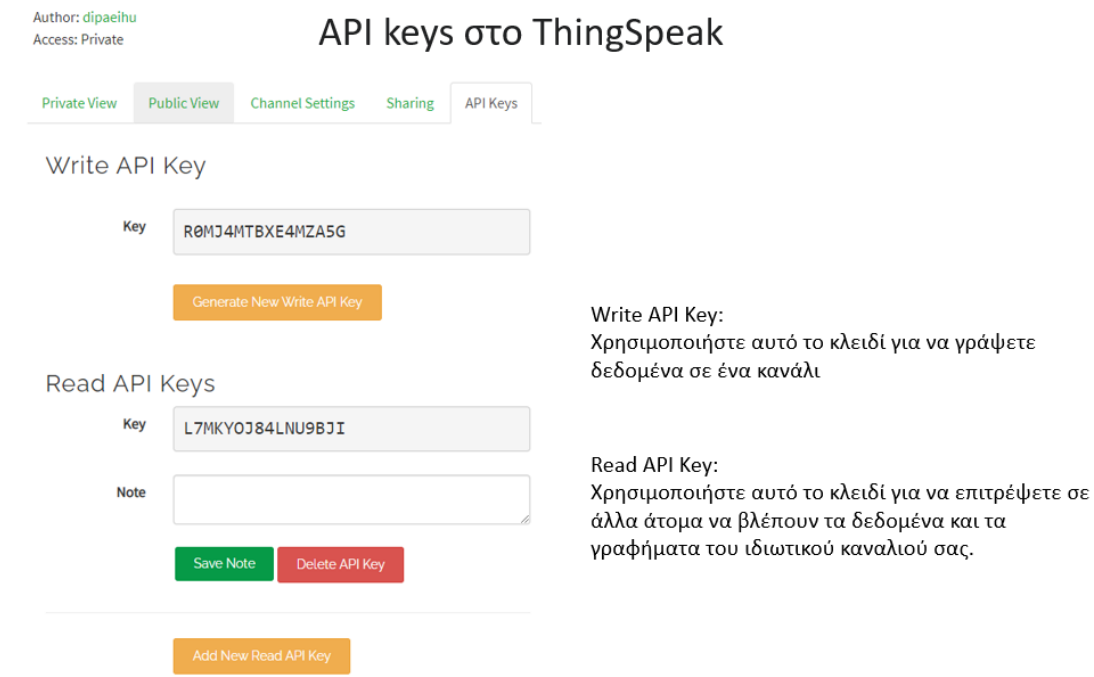 Author: dipaeihu
Access: Private
API keys στο ThingSpeak
Private View
Public View
Channel Settings
Sharing
API Keys
Write API Key
Key
R0MJ4MTBXE4MZA5G
Generate New Write API Key
Write API Key:
Χρησιμοποιήστε αυτό το κλειδί για να γράψετε
δεδομένα σε ένα κανάλι
Read API Keys
Key
L7MKYOJ84LNU9BJI
Note
Save Note
Delete API Key
Add New Read API Key
Read API Key:
Χρησιμοποιήστε αυτό το κλειδί για να επιτρέψετε σε
άλλα άτομα να βλέπουν τα δεδομένα και τα
γραφήματα του ιδιωτικού καναλιού σας.